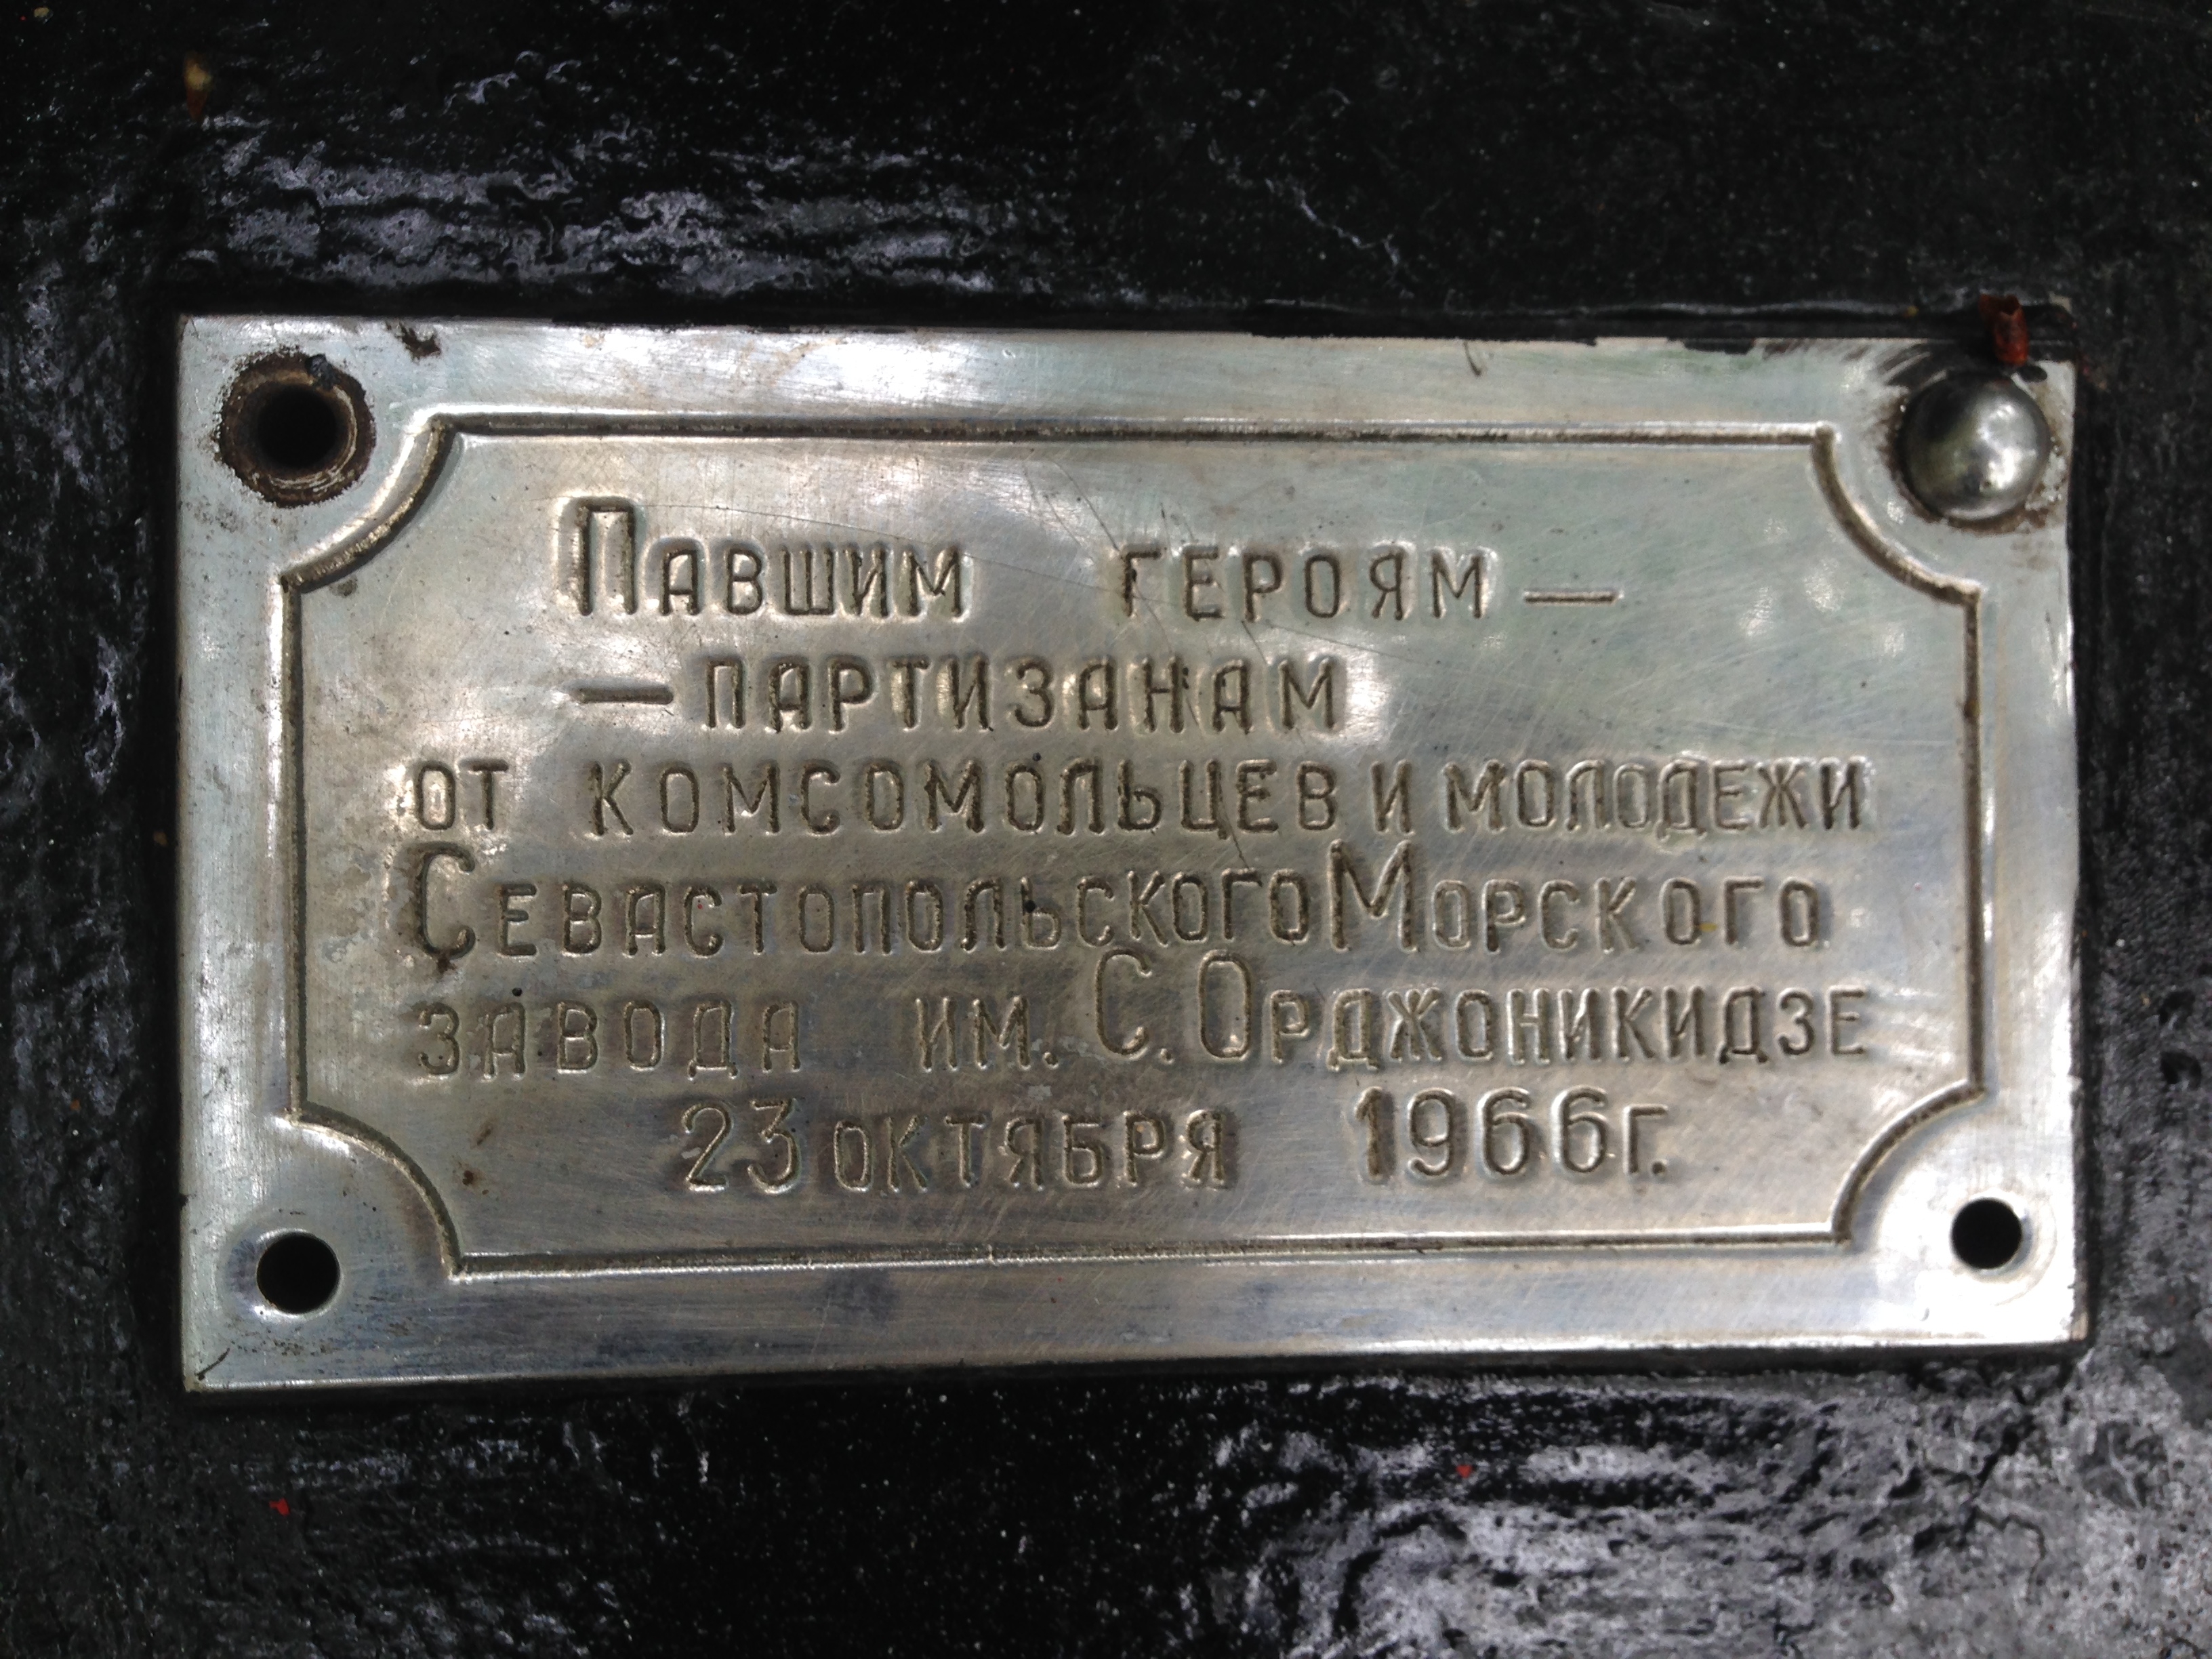 Павшим героям —
— партизанам
от комсомольцев и молодежи
Севастопольского Морского
завода им. С. Орджоникидзе
23 октября 1966г.